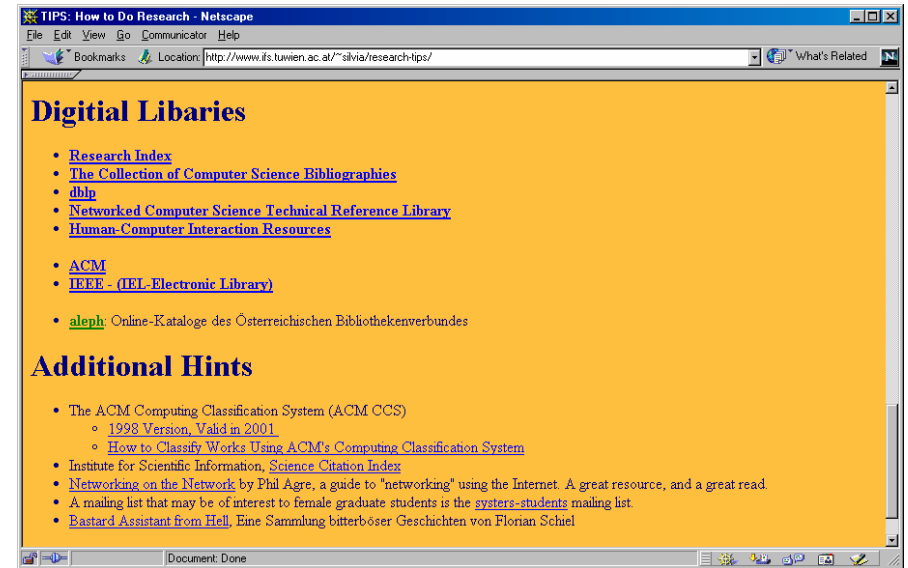 TIPS: How to Do Research - Netscape
File Edit View Go Communicator Help
Bookmarks Location: http://www.ifs.tuwien.ac.at/~silvia/research-tips/ What's Related N
Digitial Libaries
• Research Index
• The Collection of Computer Science Bibliographies
• dblp
• Networked Computer Science Technical Reference Library
• Human-Computer Interaction Resources
• ACM
• IEEE - (IEL-Electronic Library)
• aleph: Online-Kataloge des Österreichischen Bibliothekenverbundes
Additional Hints
• The ACM Computing Classification System (ACM CCS)
◦ 1998 Version, Valid in 2001
◦ How to Classify Works Using ACM's Computing Classification System
• Institute for Scientific Information, Science Citation Index
• Networking on the Network by Phil Agre, a guide to "networking" using the Internet. A great resource, and a great read.
• A mailing list that may be of interest to female graduate students is the systers-students mailing list.
• Bastard Assistant from Hell, Eine Sammlung bitterböser Geschichten von Florian Schiel
Document: Done